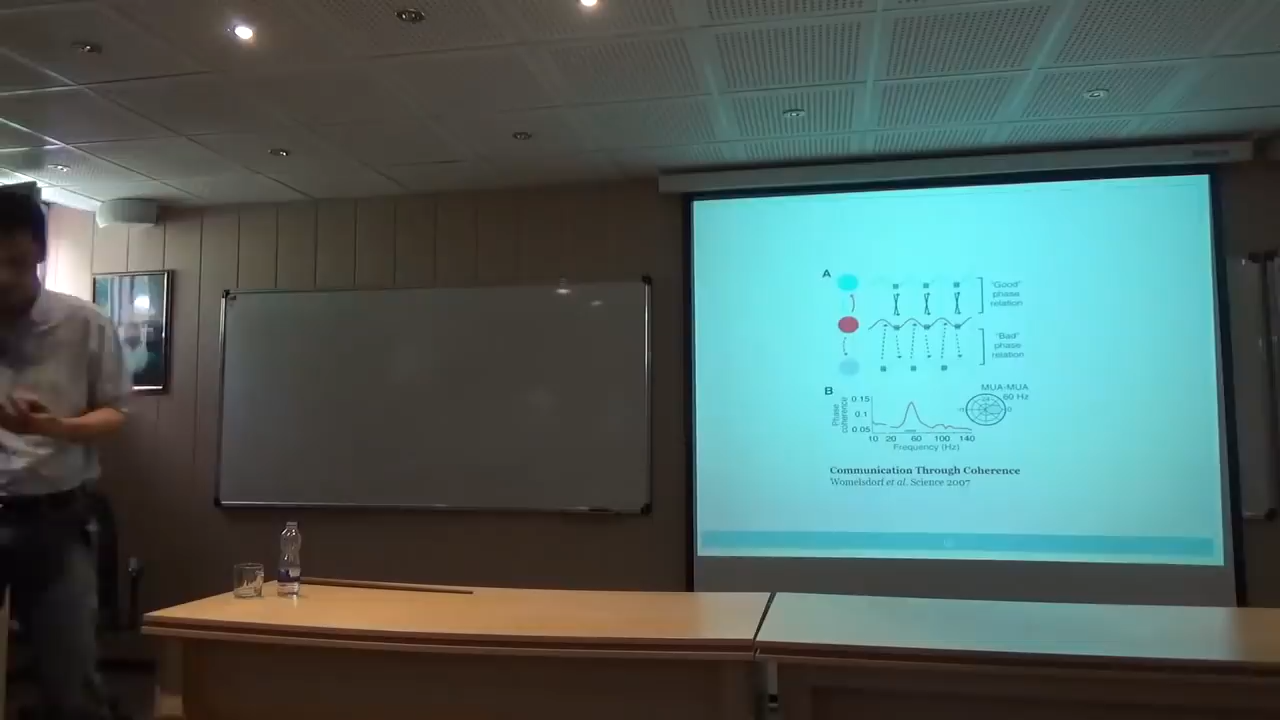 A
"Good"
phase
relation
"Bad"
phase
relation
B
MUA-MUA
60 Hz
Phase
coherence
0.15
0.1
0.05
10 20 60 100 140
Frequency (Hz)
Communication Through Coherence
Womelsdorf et al. Science 2007